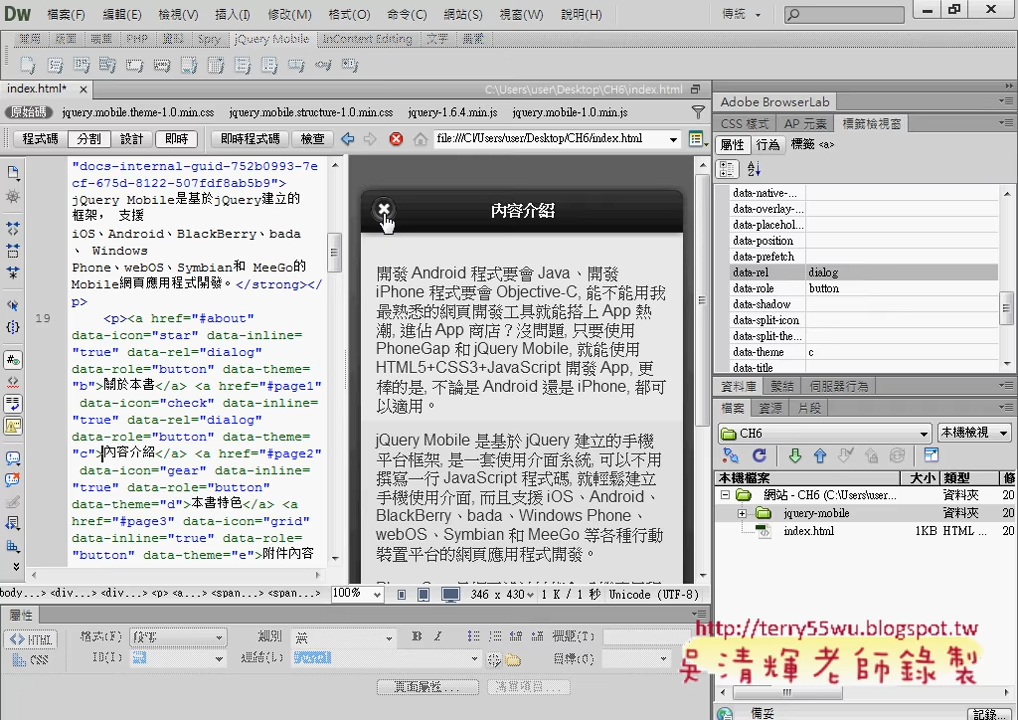 Dw 檔案(F) 編輯(E) 檢視(V) 插入(I) 修改(M) 格式(O) 命令(C) 網站(S) 視窗(W) 說明(H) 傳統
常用 版面 PHP 資料 Spry jQuery Mobile InContext Editing 文字
index.html* C:\Users\user\Desktop\CH6\index.html
原始碼 jquery.mobile.theme-1.0.min.css jquery.mobile.structure-1.0.min.css jquery-1.6.4.min.js jquery.mobile-1.0.min.js
程式碼 分割 設計 即時 即時程式碼 檢查 file:///C|/Users/user/Desktop/CH6/index.html
"docs-internal-guid-752b0993-7e
cf-675d-8122-507fdf8ab5b9">
jQuery Mobile是基於jQuery建立的
框架， 支援
iOS、Android、BlackBerry、bada
、 Windows
Phone、webOS、Symbian和 MeeGo的
Mobile網頁應用程式開發。</strong></
p>
19 <p><a href="#about"
data-icon="star" data-inline=
"true" data-rel="dialog"
data-role="button" data-theme=
"b">關於本書</a> <a href="#page1"
data-icon="check" data-inline=
"true" data-rel="dialog"
data-role="button" data-theme=
"c">內容介紹</a> <a href="#page2"
data-icon="gear" data-inline=
"true" data-role="button"
data-theme="d">本書特色</a> <a
href="#page3" data-icon="grid"
data-inline="true" data-role=
"button" data-theme="e">附件內容
內容介紹
開發 Android 程式要會 Java、開發
iPhone 程式要會 Objective-C, 能不能用我
最熟悉的網頁開發工具就能搭上 App 熱
潮, 進佔 App 商店？沒問題, 只要使用
PhoneGap 和 jQuery Mobile, 就能使用
HTML5+CSS3+JavaScript 開發 App, 更
棒的是, 不論是 Android 還是 iPhone, 都可
以適用。
jQuery Mobile 是基於 jQuery 建立的手機
平台框架, 是一套使用介面系統, 可以不用
撰寫一行 JavaScript 程式碼, 就輕鬆建立
手機使用介面, 而且支援 iOS、Android、
BlackBerry、bada、Windows Phone、
webOS、Symbian 和 MeeGo 等各種行動
裝置平台的網頁應用程式開發。
<body...> <div...> <div...> <p> <a...> <span...> <span...> 100% 346 x 430 1 K / 1 秒 Unicode (UTF-8)
屬性
<> HTML 格式(F) 段落 類別 無 B I 標題(T)
CSS ID(I) 連結(L) 目標(G)
頁面屬性... 清單項目...
Adobe BrowserLab
CSS 樣式 AP 元素 標籤檢視窗
屬性 行為 標籤 <a>
data-native-...
data-overlay-...
data-placehol...
data-position
data-prefetch
data-rel dialog
data-role button
data-shadow
data-split-icon
data-split-the...
data-theme c
data-title
資料庫 繫結 伺服器行為
檔案 資源 片段
CH6 本機檢視
本機檔案 大小 類型 修
網站 - CH6 (C:\Users\user... 資料夾 20
jquery-mobile 資料夾 20
index.html 1KB HTML ... 20
http://terry55wu.blogspot.tw
吳清輝老師錄製
備妥 記錄...